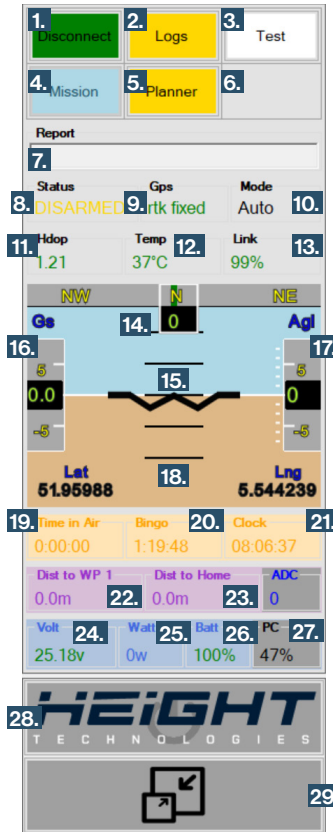 1. Disconnect 2. Logs 3. Test
4. Mission 5. Planner 6.
Report
7.
Status Gps Mode
8. DISARMED 9. rtk fixed Auto 10.
11. Hdop Temp 12. Link 13.
1.21 37°C 99%
NW N NE
Gs 14. 0 Agl
16. 17.
5 5
0.0 15. 0
-5 -5
Lat 18. Lng
51.95988 5.544239
19. Time in Air Bingo 20. Clock 21.
0:00:00 1:19:48 08:06:37
Dist to WP 1 Dist to Home ADC
0.0m 22. 0.0m 23. 0
Volt 24. Watt 25. Batt 26. PC 27.
25.18v 0w 100% 47%
28. HEiGHT
TECHNOLOGIES
29